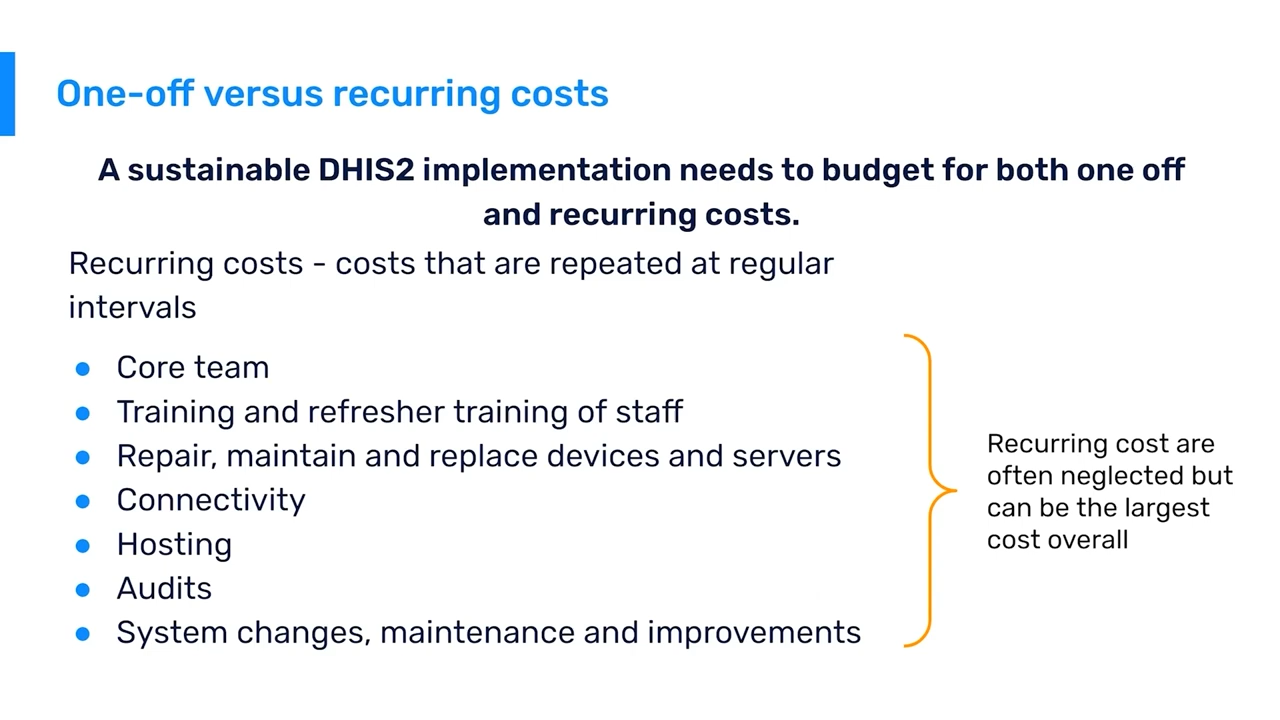 One-off versus recurring costs
A sustainable DHIS2 implementation needs to budget for both one off
and recurring costs.
Recurring costs - costs that are repeated at regular
intervals
● Core team
● Training and refresher training of staff
● Repair, maintain and replace devices and servers
● Connectivity
● Hosting
● Audits
● System changes, maintenance and improvements
Recurring cost are
often neglected but
can be the largest
cost overall